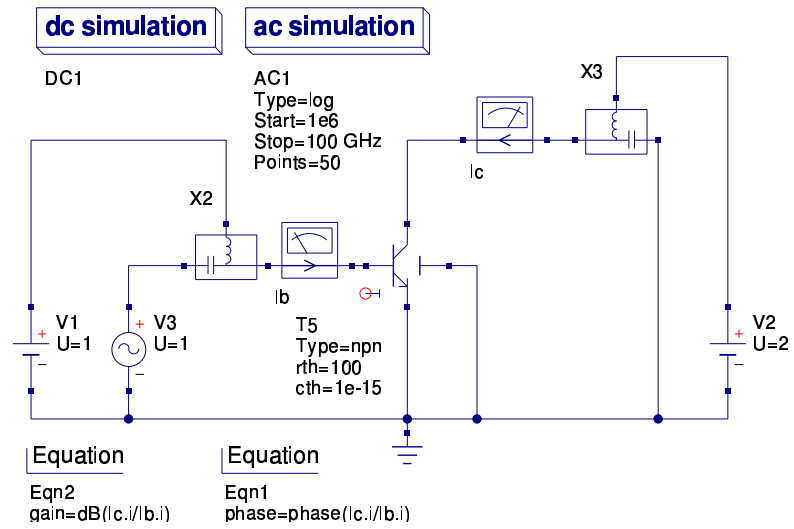 dc simulation
DC1
ac simulation
AC1
Type=log
Start=1e6
Stop=100 GHz
Points=50
X3
Ic
X2
Ib
V1
U=1
V3
U=1
T5
Type=npn
rth=100
cth=1e-15
V2
U=2
Equation
Eqn2
gain=dB(Ic.i/Ib.i)
Equation
Eqn1
phase=phase(Ic.i/Ib.i)